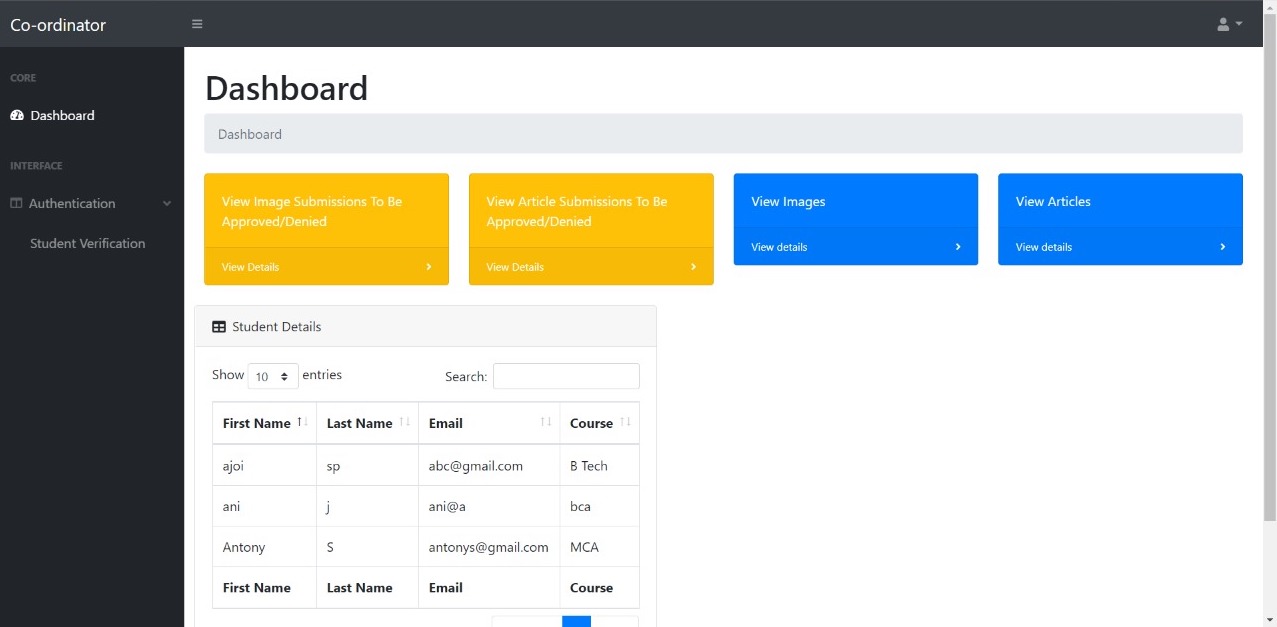 Co-ordinator
CORE
Dashboard
INTERFACE
Authentication
Student Verification
Dashboard
Dashboard
View Image Submissions To Be
Approved/Denied
View Details
View Article Submissions To Be
Approved/Denied
View Details
View Images
View details
View Articles
View details
Student Details
Show 10 entries
Search:
First Name Last Name Email Course
ajoi sp abc@gmail.com B Tech
ani j ani@a bca
Antony S antonys@gmail.com MCA
First Name Last Name Email Course